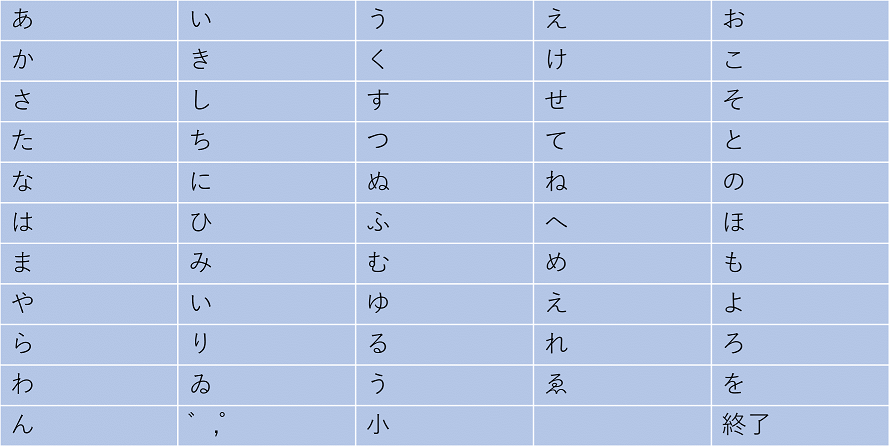 あ い う え お
か き く け こ
さ し す せ そ
た ち つ て と
な に ぬ ね の
は ひ ふ へ ほ
ま み む め も
や い ゆ え よ
ら り る れ ろ
わ ゐ う ゑ を
ん ゛,゜ 小 終了